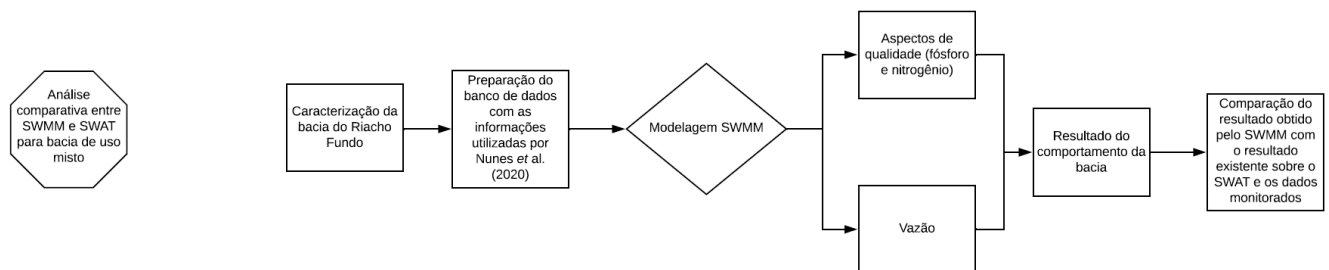 Análise
comparativa entre
SWMM e SWAT
para bacia de uso
misto
Caracterização da
bacia do Riacho
Fundo
Preparação do
banco de dados
com as
informações
utilizadas por
Nunes et al.
(2020)
Modelagem SWMM
Aspectos de
qualidade (fósforo
e nitrogênio)
Vazão
Resultado do
comportamento da
bacia
Comparação do
resultado obtido
pelo SWMM com
o resultado
existente sobre o
SWAT e os dados
monitorados